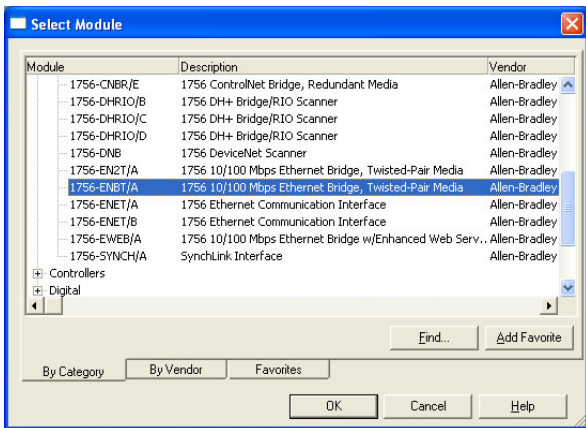 Select Module
Module Description Vendor
1756-CNBR/E 1756 ControlNet Bridge, Redundant Media Allen-Bradley
1756-DHRIO/B 1756 DH+ Bridge/RIO Scanner Allen-Bradley
1756-DHRIO/C 1756 DH+ Bridge/RIO Scanner Allen-Bradley
1756-DHRIO/D 1756 DH+ Bridge/RIO Scanner Allen-Bradley
1756-DNB 1756 DeviceNet Scanner Allen-Bradley
1756-EN2T/A 1756 10/100 Mbps Ethernet Bridge, Twisted-Pair Media Allen-Bradley
1756-ENBT/A 1756 10/100 Mbps Ethernet Bridge, Twisted-Pair Media Allen-Bradley
1756-ENET/A 1756 Ethernet Communication Interface Allen-Bradley
1756-ENET/B 1756 Ethernet Communication Interface Allen-Bradley
1756-EWEB/A 1756 10/100 Mbps Ethernet Bridge w/Enhanced Web Serv.. Allen-Bradley
1756-SYNCH/A SynchLink Interface Allen-Bradley
Controllers
Digital
Find... Add Favorite
By Category By Vendor Favorites
OK Cancel Help